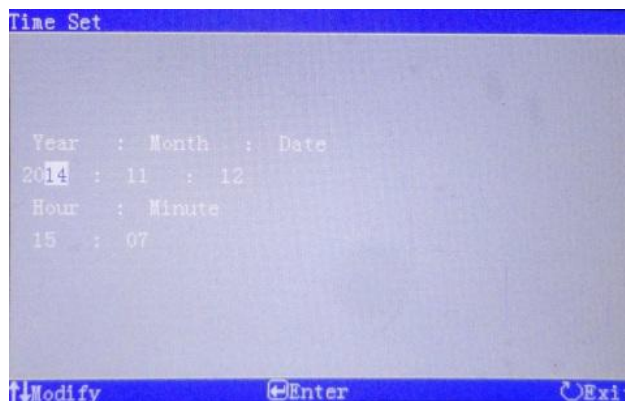 Time Set
Year : Month : Date
2014 : 11 : 12
Hour : Minute
15 : 07
↑↓Modify Enter Exi